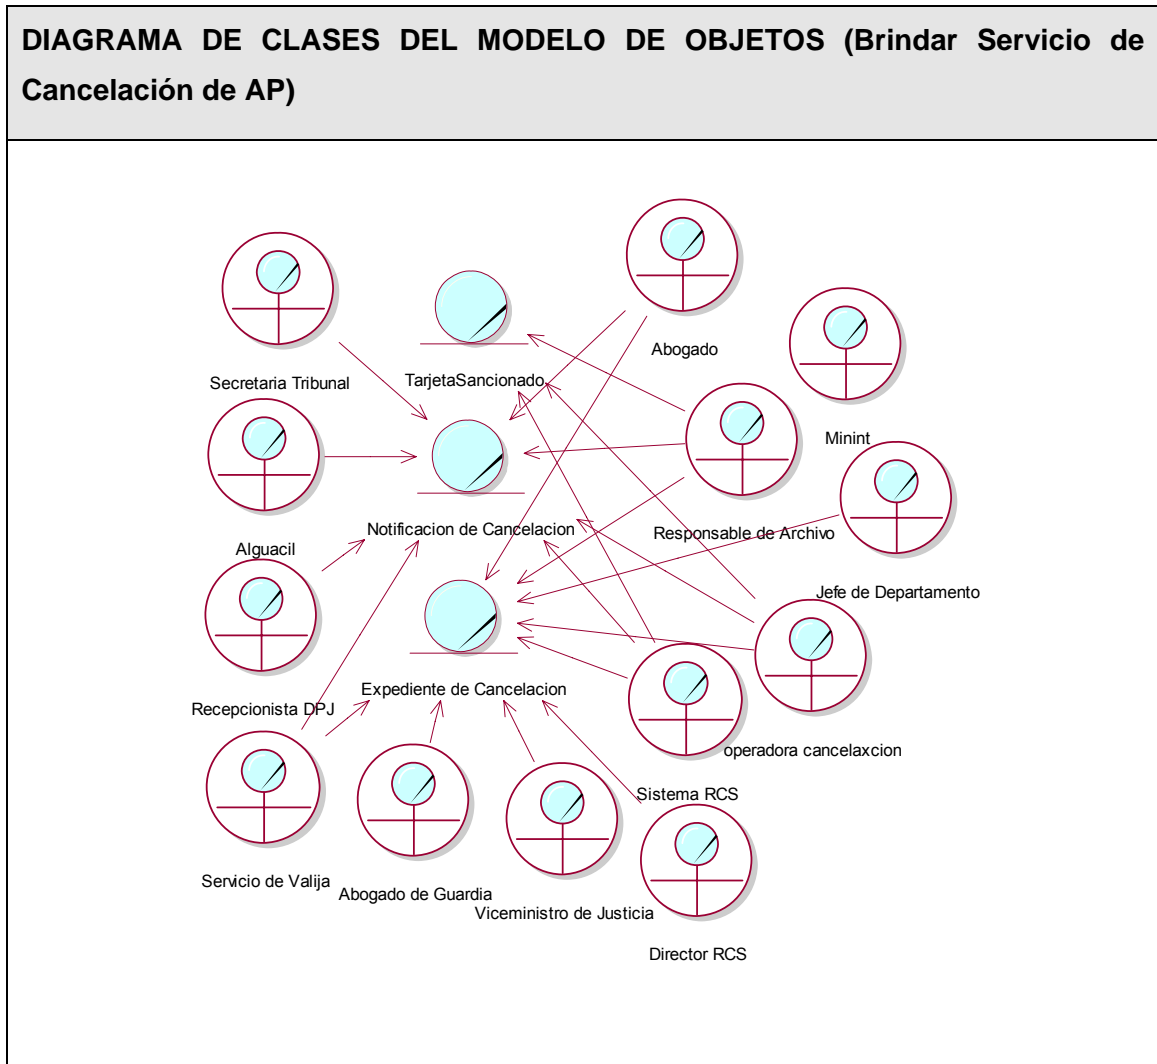 DIAGRAMA DE CLASES DEL MODELO DE OBJETOS (Brindar Servicio de
Cancelación de AP)
Abogado
Secretaria Tribunal
TarjetaSancionado
Minint
Notificacion de Cancelacion
Responsable de Archivo
Alguacil
Jefe de Departamento
Expediente de Cancelacion
Recepcionista DPJ
operadora cancelaxcion
Sistema RCS
Servicio de Valija
Abogado de Guardia
Viceministro de Justicia
Director RCS